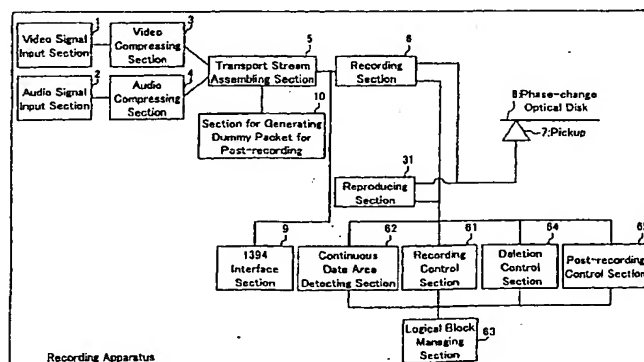 1
Video Signal
Input Section
3
Video
Compressing
Section
2
Audio Signal
Input Section
4
Audio
Compressing
Section
5
Transport Stream
Assembling Section
6
Recording
Section
10
Section for Generating
Dummy Packet for
Post-recording
8:Phase-change
Optical Disk
7:Pickup
31
Reproducing
Section
9
1394
Interface
Section
62
Continuous
Data Area
Detecting Section
61
Recording
Control
Section
64
Deletion
Control
Section
Post-recording
Control Section
63
Logical Block
Managing
Section
Recording Apparatus